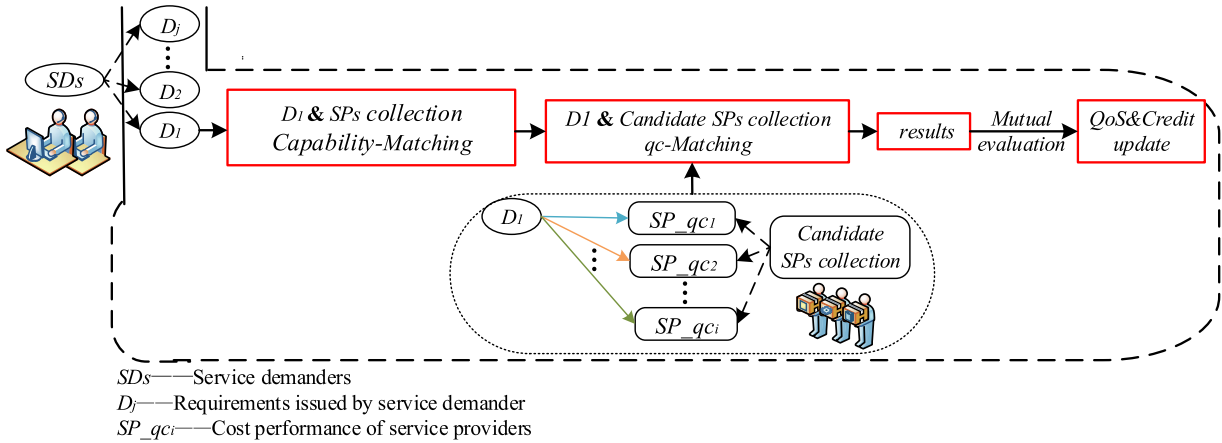 Dj
SDs
D2
D1
D1 & SPs collection
Capability-Matching
D1 & Candidate SPs collection
qc-Matching
results
Mutual
evaluation
QoS&Credit
update
D1
SP_qc1
SP_qc2
SP_qci
Candidate
SPs collection
SDs——Service demanders
Dj——Requirements issued by service demander
SP_qci——Cost performance of service providers